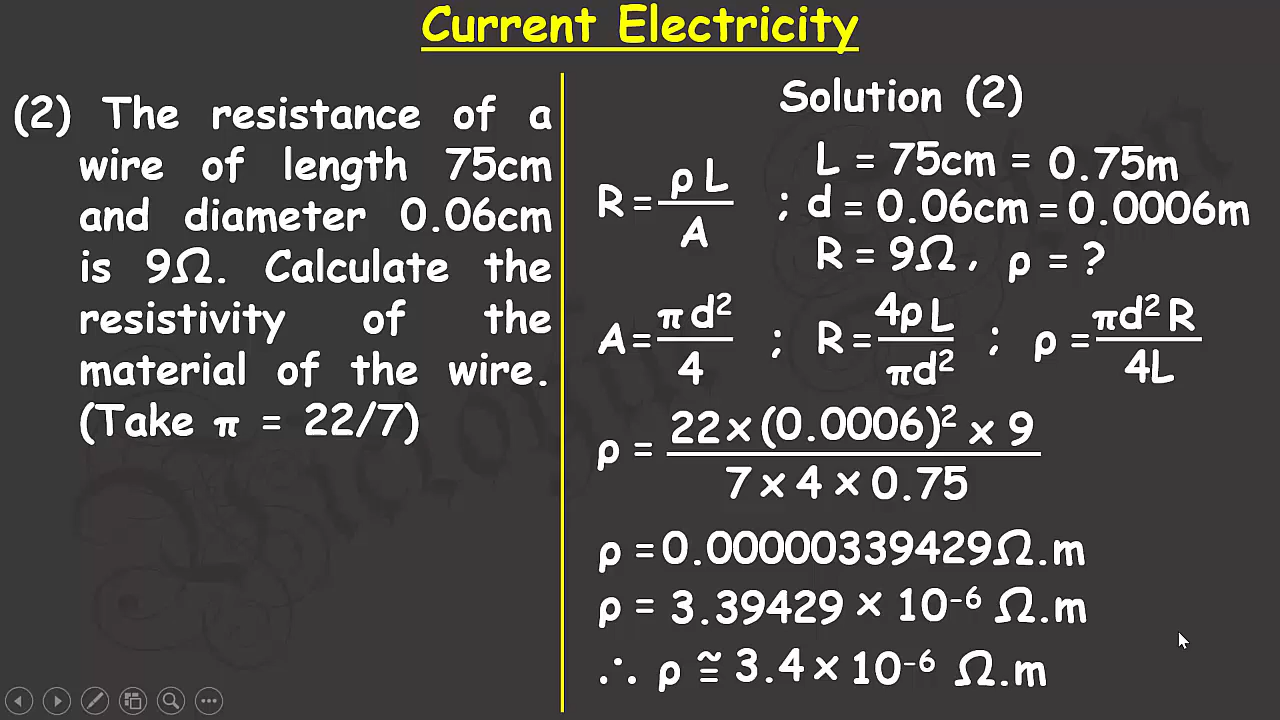 Current Electricity
(2) The resistance of a
wire of length 75cm
and diameter 0.06cm
is 9Ω. Calculate the
resistivity of the
material of the wire.
(Take π = 22/7)
Solution (2)
R = ρL/A ; L = 75cm = 0.75m
d = 0.06cm = 0.0006m
R = 9Ω, ρ = ?
A = πd²/4 ; R = 4ρL/πd² ; ρ = πd²R/4L
ρ = 22 x (0.0006)² x 9 / 7 x 4 x 0.75
ρ = 0.00000339429Ω.m
ρ = 3.39429 x 10⁻⁶ Ω.m
∴ ρ ≅ 3.4 x 10⁻⁶ Ω.m